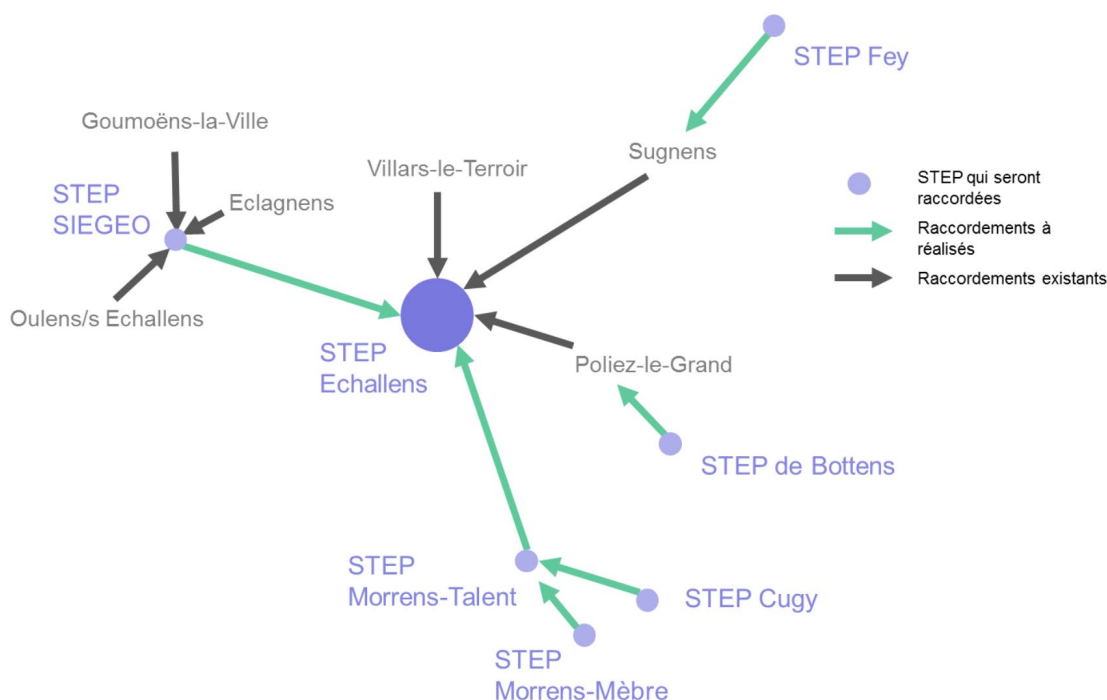 STEP Fey
Goumoëns-la-Ville
Villars-le-Terroir
Sugnens
STEP
SIEGEO
Eclagnens
Oulens/s Echallens
STEP
Echallens
Poliez-le-Grand
STEP de Bottens
STEP
Morrens-Talent
STEP Cugy
STEP
Morrens-Mèbre
STEP qui seront
raccordées
Raccordements à
réalisés
Raccordements existants